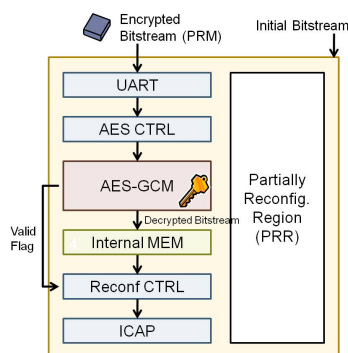 Encrypted
Bitstream (PRM)
Initial Bitstream
UART
AES CTRL
AES-GCM
Decrypted Bitstream
Valid
Flag
Internal MEM
Reconf CTRL
ICAP
Partially
Reconfig.
Region
(PRR)